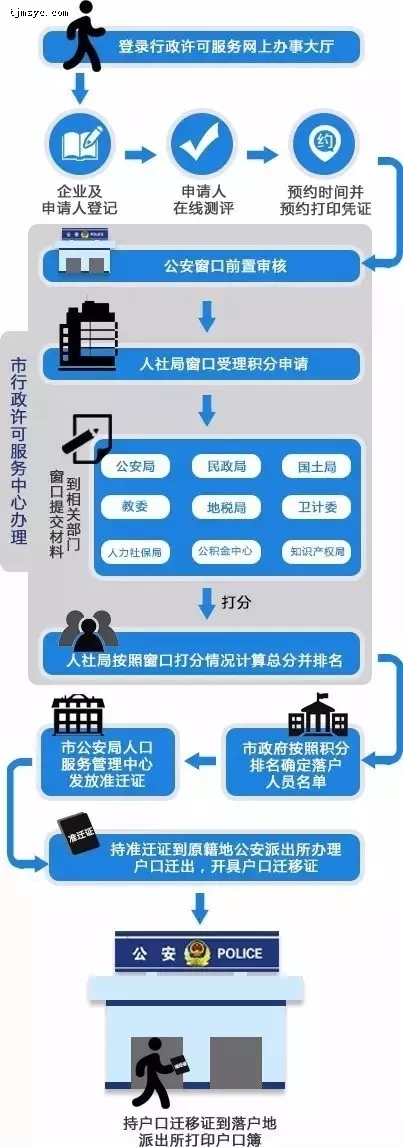 tjmsyc.com
登录行政许可服务网上办事大厅
企业及
申请人登记
申请人
在线测评
约
预约时间并
预约打印凭证
POLICE
公安窗口前置审核
人社局窗口受理积分申请
市行政许可服务中心办理
到相关部门
窗口提交材料
公安局
民政局
国土局
教委
地税局
卫计委
人力社保局
公积金中心
知识产权局
打分
人社局按照窗口打分情况计算总分并排名
市公安局人口
服务管理中心
发放准迁证
市政府按照积分
排名确定落户
人员名单
准迁证
持准迁证到原籍地公安派出所办理
户口迁出，开具户口迁移证
公安 POLICE
持户口迁移证到落户地
派出所打印户口簿